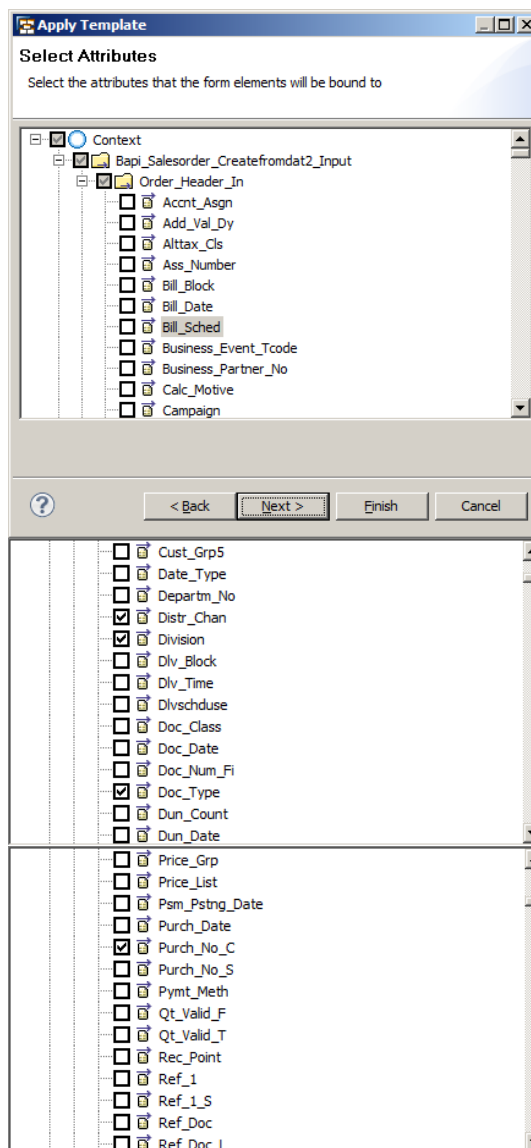 Apply Template
Select Attributes
Select the attributes that the form elements will be bound to
Context
Bapi_Salesorder_Createfromdat2_Input
Order_Header_In
Accnt_Asgn
Add_Val_Dy
Alttax_Cls
Ass_Number
Bill_Block
Bill_Date
Bill_Sched
Business_Event_Tcode
Business_Partner_No
Calc_Motive
Campaign
? < Back Next > Finish Cancel
Cust_Grp5
Date_Type
Departm_No
Distr_Chan
Division
Dlv_Block
Dlv_Time
Dlvschduse
Doc_Class
Doc_Date
Doc_Num_Fi
Doc_Type
Dun_Count
Dun_Date
Price_Grp
Price_List
Psm_Pstng_Date
Purch_Date
Purch_No_C
Purch_No_S
Pymt_Meth
Qt_Valid_F
Qt_Valid_T
Rec_Point
Ref_1
Ref_1_S
Ref_Doc